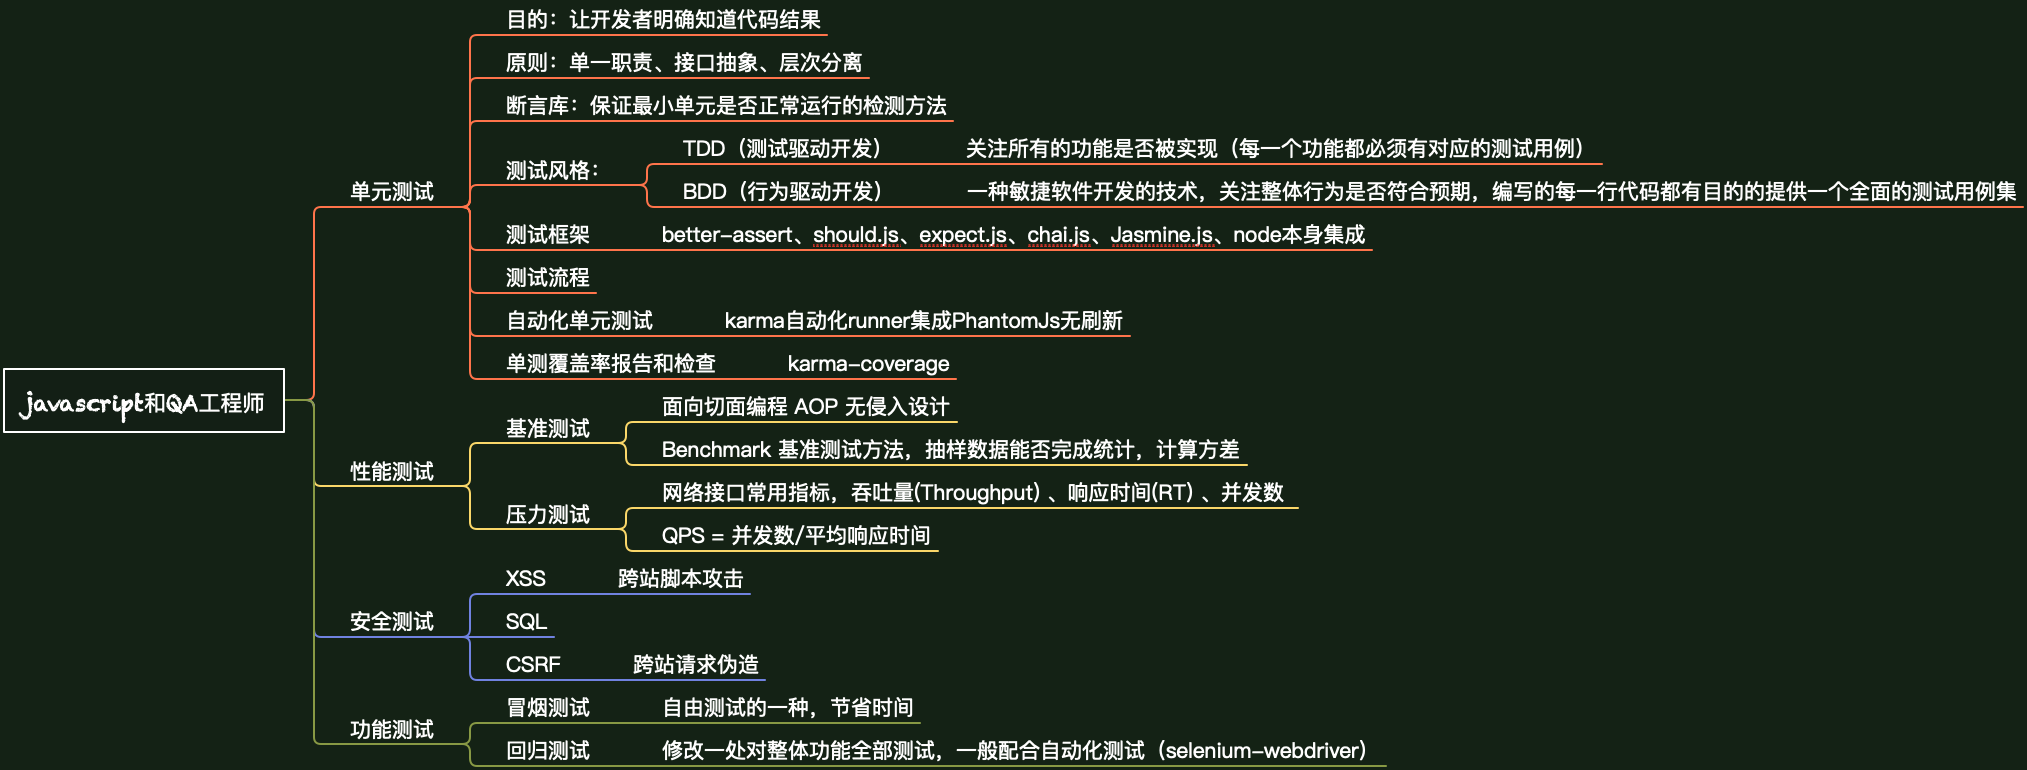 javascript和QA工程师
单元测试
目的：让开发者明确知道代码结果
原则：单一职责、接口抽象、层次分离
断言库：保证最小单元是否正常运行的检测方法
测试风格：
TDD（测试驱动开发） 关注所有的功能是否被实现（每一个功能都必须有对应的测试用例）
BDD（行为驱动开发） 一种敏捷软件开发的技术，关注整体行为是否符合预期，编写的每一行代码都有目的的提供一个全面的测试用例集
测试框架 better-assert、should.js、expect.js、chai.js、Jasmine.js、node本身集成
测试流程
自动化单元测试 karma自动化runner集成PhantomJs无刷新
单测覆盖率报告和检查 karma-coverage
性能测试
基准测试
面向切面编程 AOP 无侵入设计
Benchmark 基准测试方法，抽样数据能否完成统计，计算方差
压力测试
网络接口常用指标，吞吐量(Throughput) 、响应时间(RT) 、并发数
QPS = 并发数/平均响应时间
安全测试
XSS 跨站脚本攻击
SQL
CSRF 跨站请求伪造
功能测试
冒烟测试 自由测试的一种，节省时间
回归测试 修改一处对整体功能全部测试，一般配合自动化测试（selenium-webdriver）